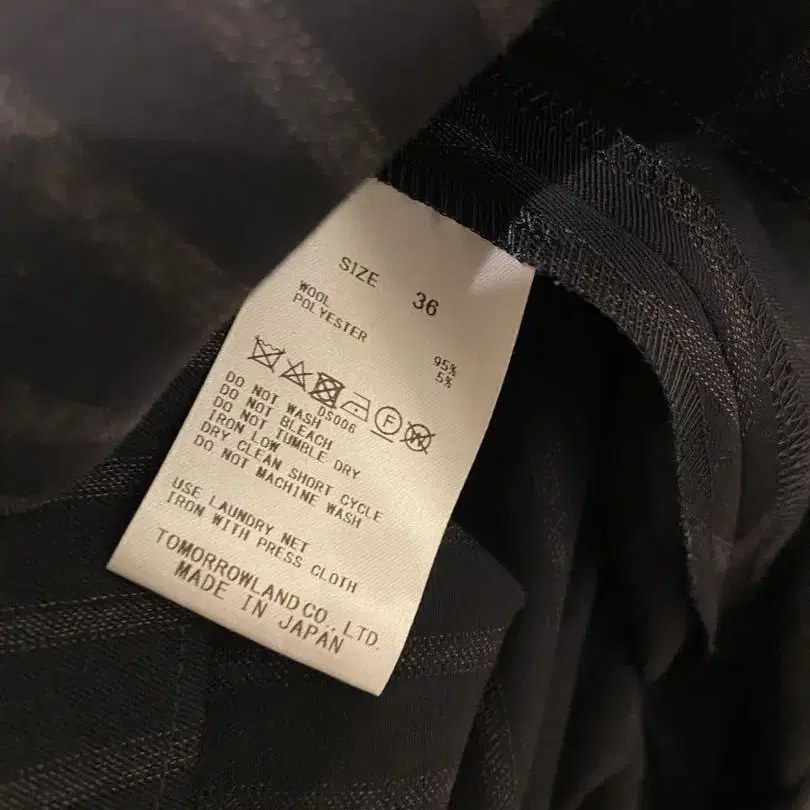 SIZE 36
WOOL 95%
POLYESTER 5%
DS006
DO NOT WASH
DO NOT BLEACH
DO NOT TUMBLE DRY
IRON LOW
DRY CLEAN SHORT CYCLE
DO NOT MACHINE WASH
USE LAUNDRY NET
IRON WITH PRESS CLOTH
TOMORROWLAND CO., LTD.
MADE IN JAPAN